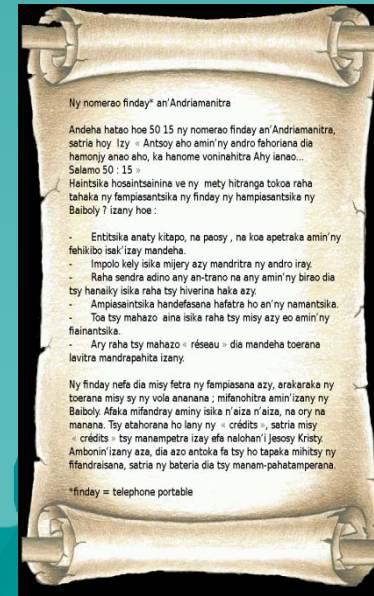 Ny nomerao finday* an'Andriamanitra
Andeha hatao hoe 50 15 ny nomerao finday an'Andriamanitra,
satria hoy Izy « Antsoy aho amin'ny andro fahoriana dia
hamonjy anao aho, ka hanome voninahitra Ahy ianao...
Salamo 50 : 15 »
Haintsika hosaintsainina ve ny mety hitranga tokoa raha
tahaka ny fampiasantsika ny finday ny hampiasantsika ny
Baiboly ? izany hoe :
- Entitsika anaty kitapo, na paosy , na koa apetraka amin'ny
fehikibo isak'izay mandeha.
- Impolo kely isika mijery azy mandritra ny andro iray.
- Raha sendra adino any an-trano na any amin'ny birao dia
tsy hanaiky isika raha tsy hiverina haka azy.
- Ampiasaintsika handefasana hafatra ho an'ny namantsika.
- Toa tsy mahazo aina isika raha tsy misy azy eo amin'ny
fiainantsika.
- Ary raha tsy mahazo « réseau » dia mandeha toerana
lavitra mandrapahita izany.
Ny finday nefa dia misy fetra ny fampiasana azy, arakaraka ny
toerana misy sy ny vola ananana ; mifanohitra amin'izany ny
Baiboly. Afaka mifandray aminy isika n'aiza n'aiza, na ory na
manana. Tsy atahorana ho lany ny « crédits », satria misy
« crédits » tsy manampetra izay efa nalohan'i Jesosy Kristy.
Ambonin'izany aza, dia azo antoka fa tsy ho tapaka mihitsy ny
fifandraisana, satria ny bateria dia tsy manam-pahatamperana.
*finday = telephone portable